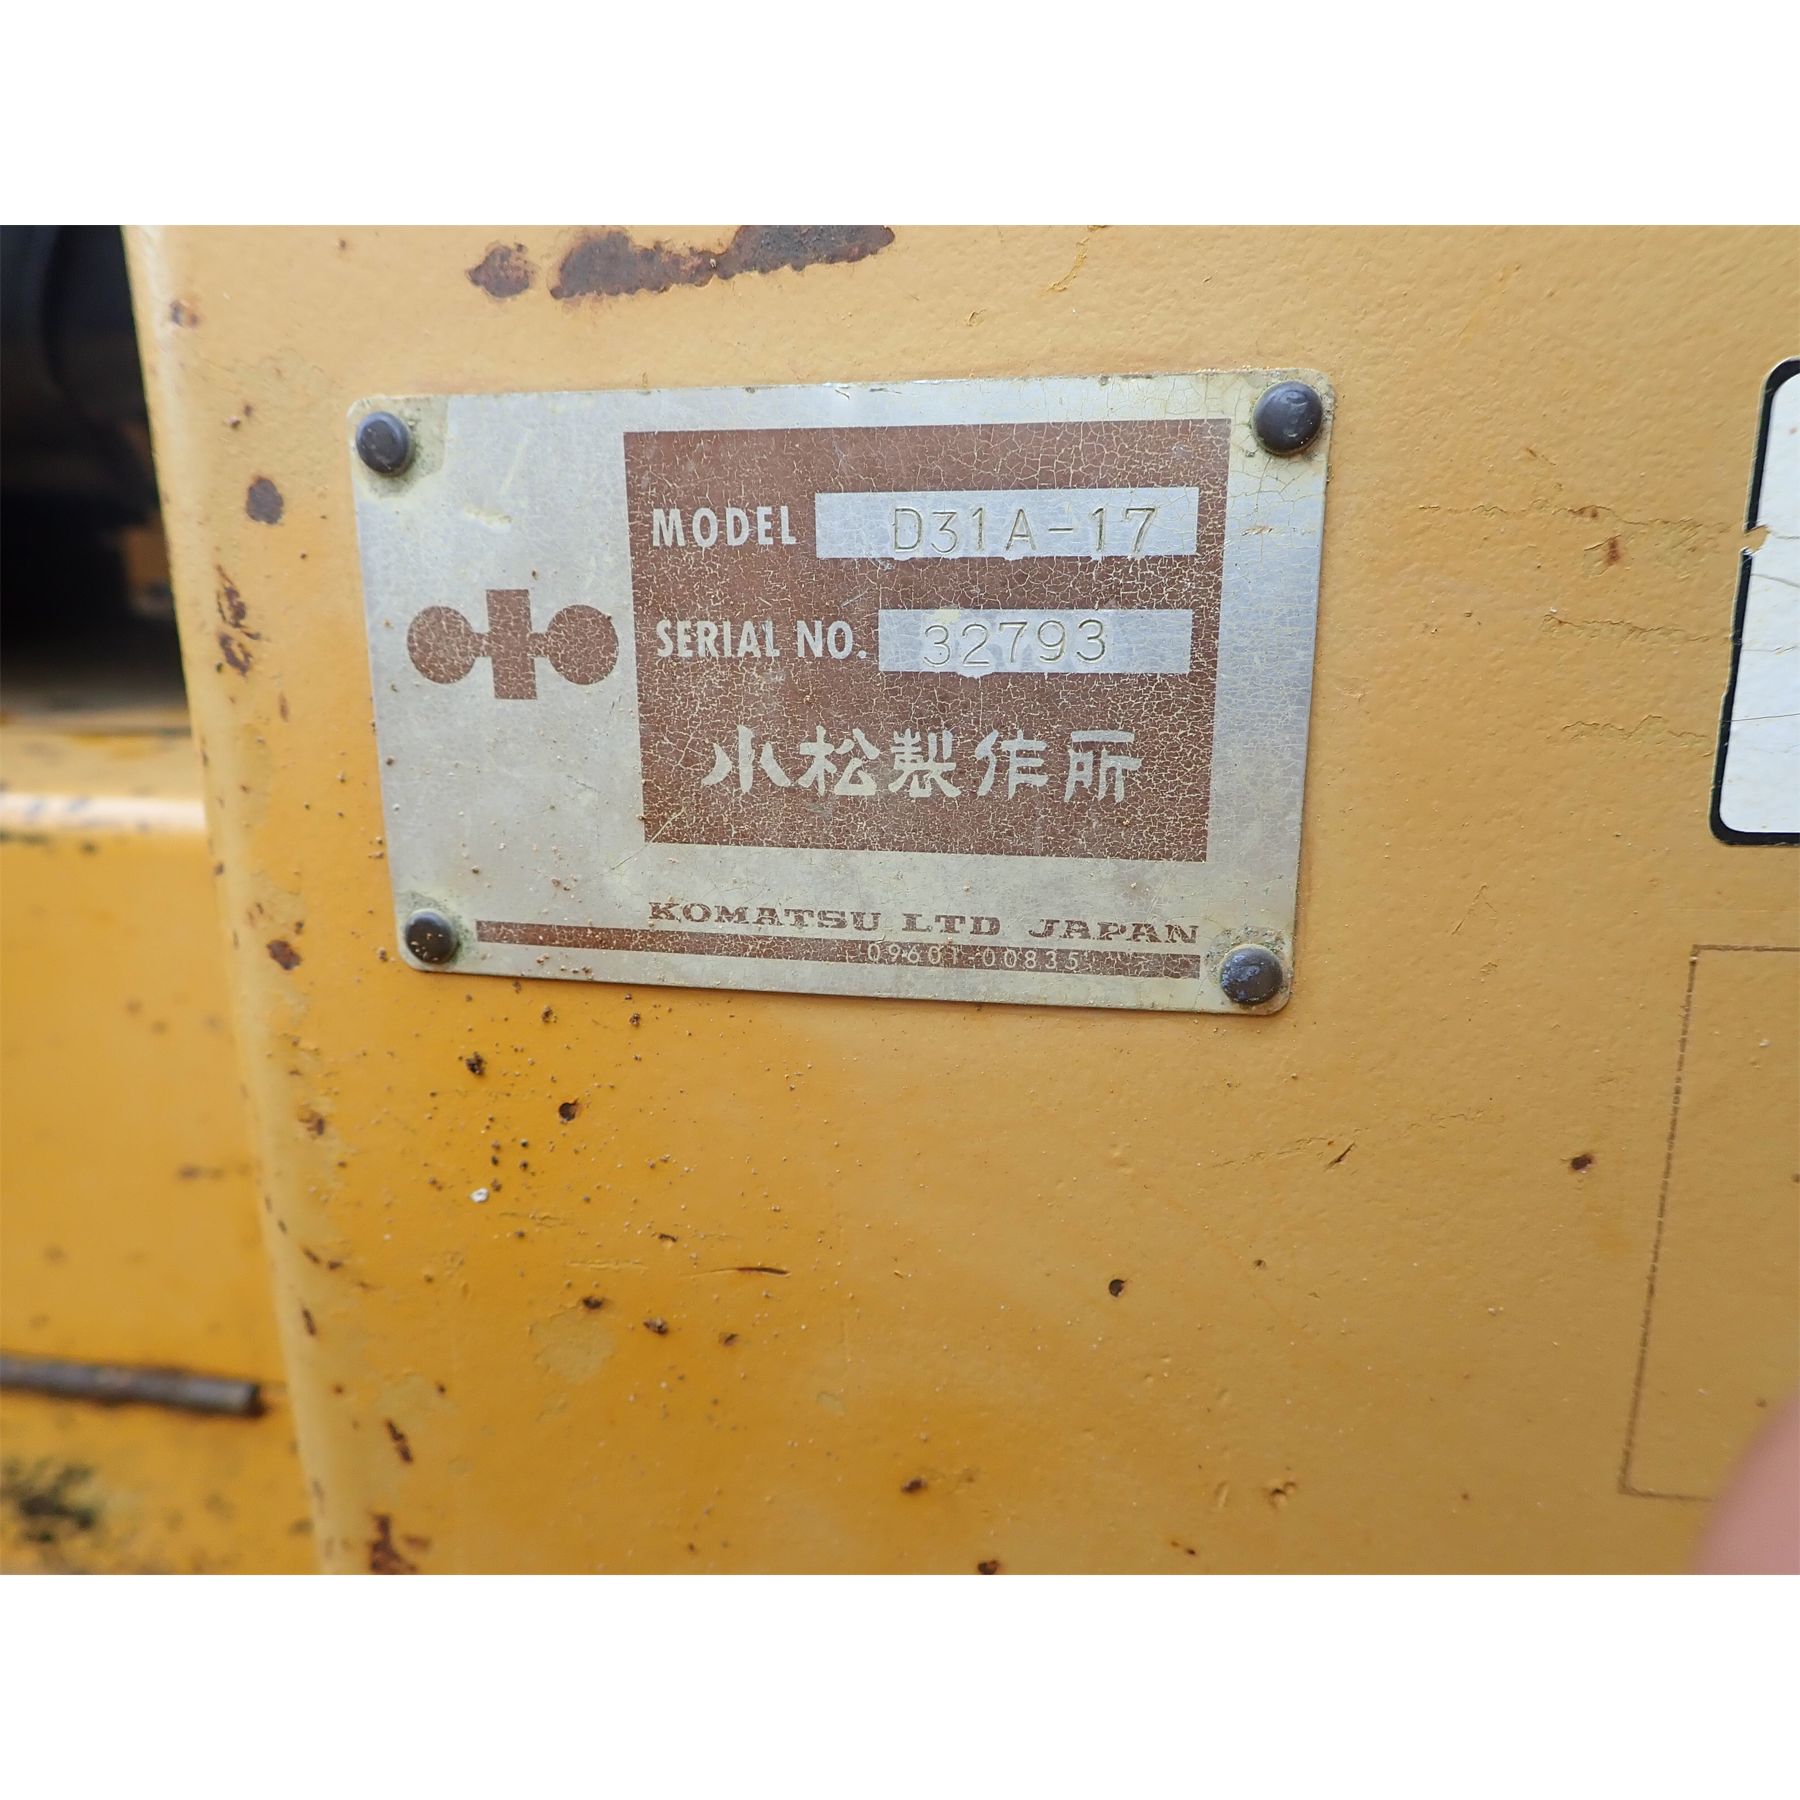 MODEL D31A-17
SERIAL NO. 32793
小松製作所
KOMATSU LTD JAPAN
09601-00835